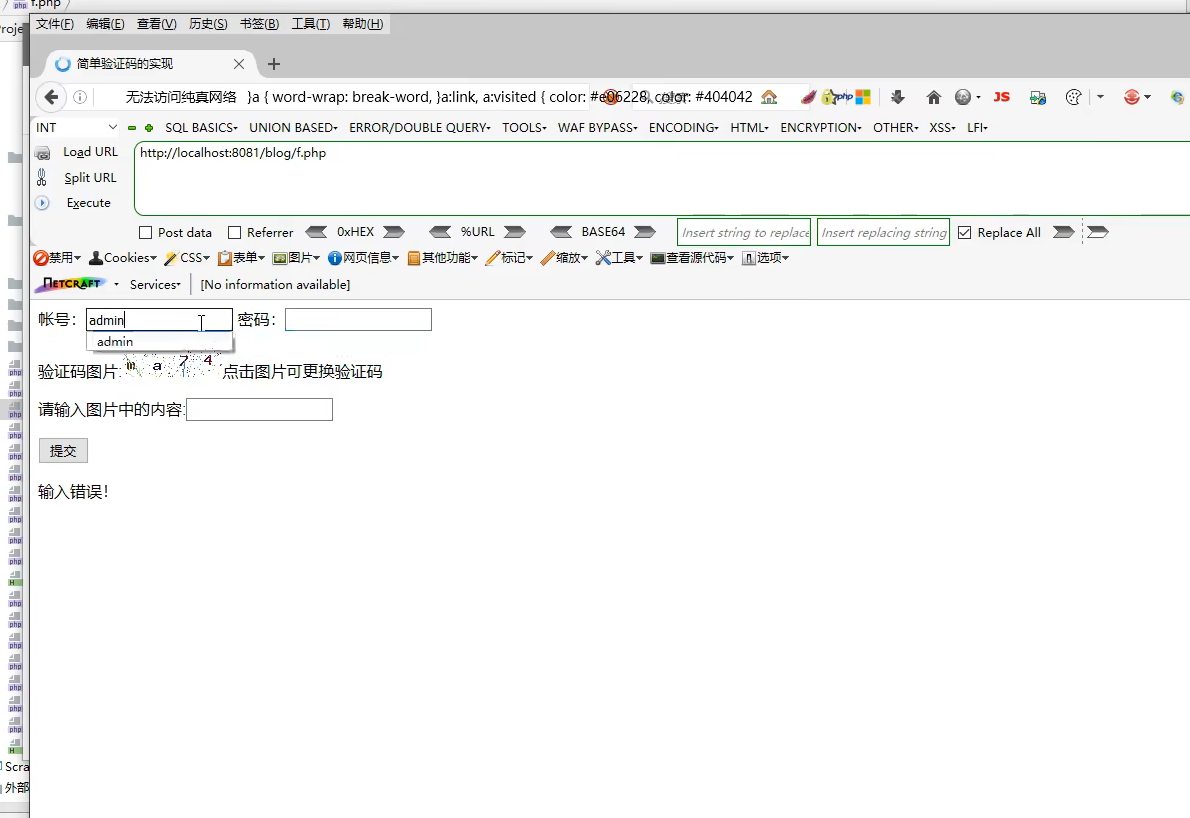 f.php
文件(F) 编辑(E) 查看(V) 历史(S) 书签(B) 工具(T) 帮助(H)
简单验证码的实现
无法访问纯真网络 }a { word-wrap: break-word, }a:link, a:visited { color: #e06228, color: #404042
php
JS
INT
SQL BASICS UNION BASED ERROR/DOUBLE QUERY TOOLS WAF BYPASS ENCODING HTML ENCRYPTION OTHER XSS LFI
Load URL
http://localhost:8081/blog/f.php
Split URL
Execute
Post data Referrer 0xHEX %URL BASE64 Insert string to replace Insert replacing string Replace All
禁用 Cookies CSS 表单 图片 网页信息 其他功能 标记 缩放 工具 查看源代码 选项
NETCRAFT Services [No information available]
帐号: admin 密码:
admin
验证码图片: m a 7 4 点击图片可更换验证码
请输入图片中的内容:
提交
输入错误!
Scra
外部